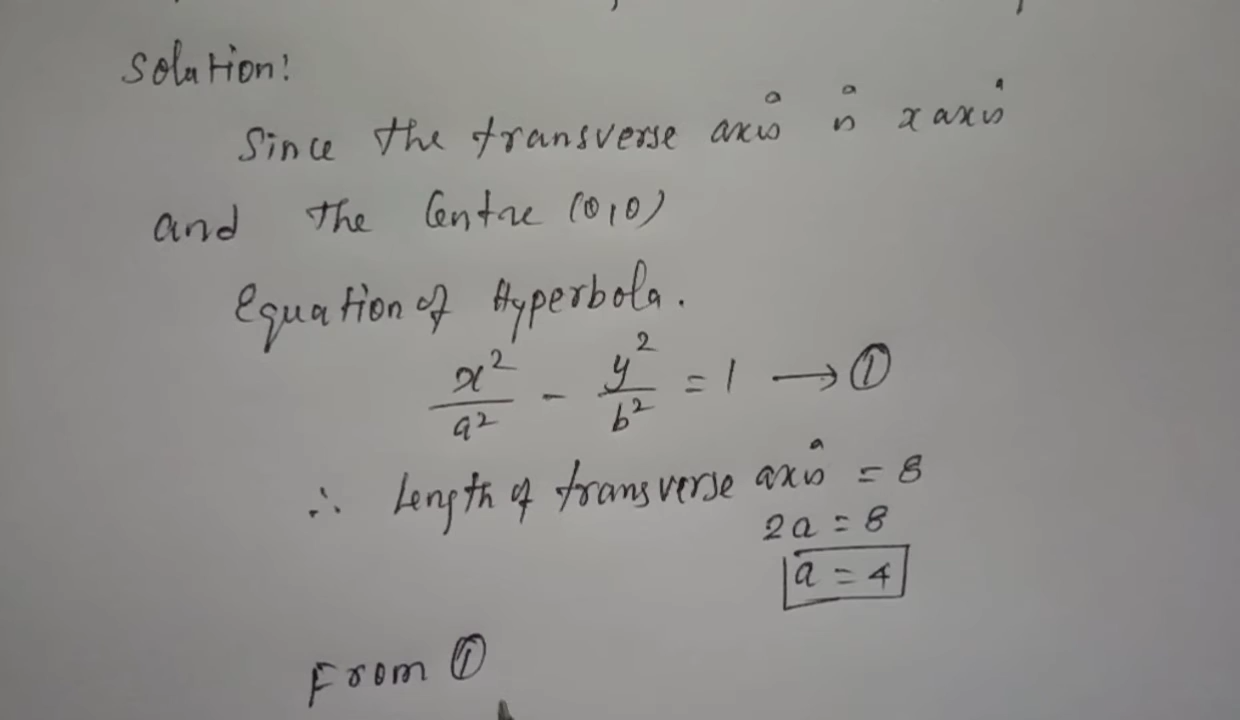 Solution:
Since the transverse axis is x axis
and the Centre (0,0)
Equation of Hyperbola.
x²/a² - y²/b² = 1 → ①
∴ Length of transverse axis = 8
2a = 8
a = 4
From ①